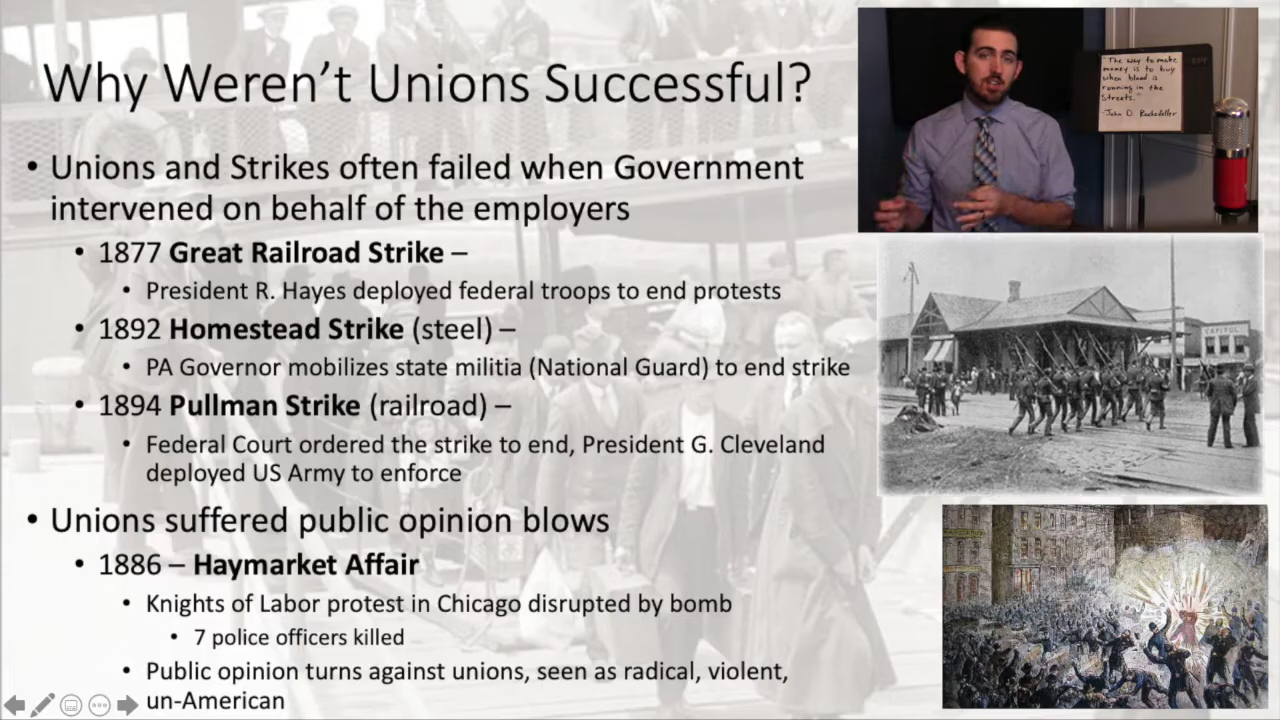 Why Weren't Unions Successful?
• Unions and Strikes often failed when Government
intervened on behalf of the employers
• 1877 Great Railroad Strike –
• President R. Hayes deployed federal troops to end protests
• 1892 Homestead Strike (steel) –
• PA Governor mobilizes state militia (National Guard) to end strike
• 1894 Pullman Strike (railroad) –
• Federal Court ordered the strike to end, President G. Cleveland
deployed US Army to enforce
• Unions suffered public opinion blows
• 1886 – Haymarket Affair
• Knights of Labor protest in Chicago disrupted by bomb
• 7 police officers killed
• Public opinion turns against unions, seen as radical, violent,
un-American
"The way to make
money is to buy
when blood is
running in the
streets."
-John D. Rockefeller
CAPITOL